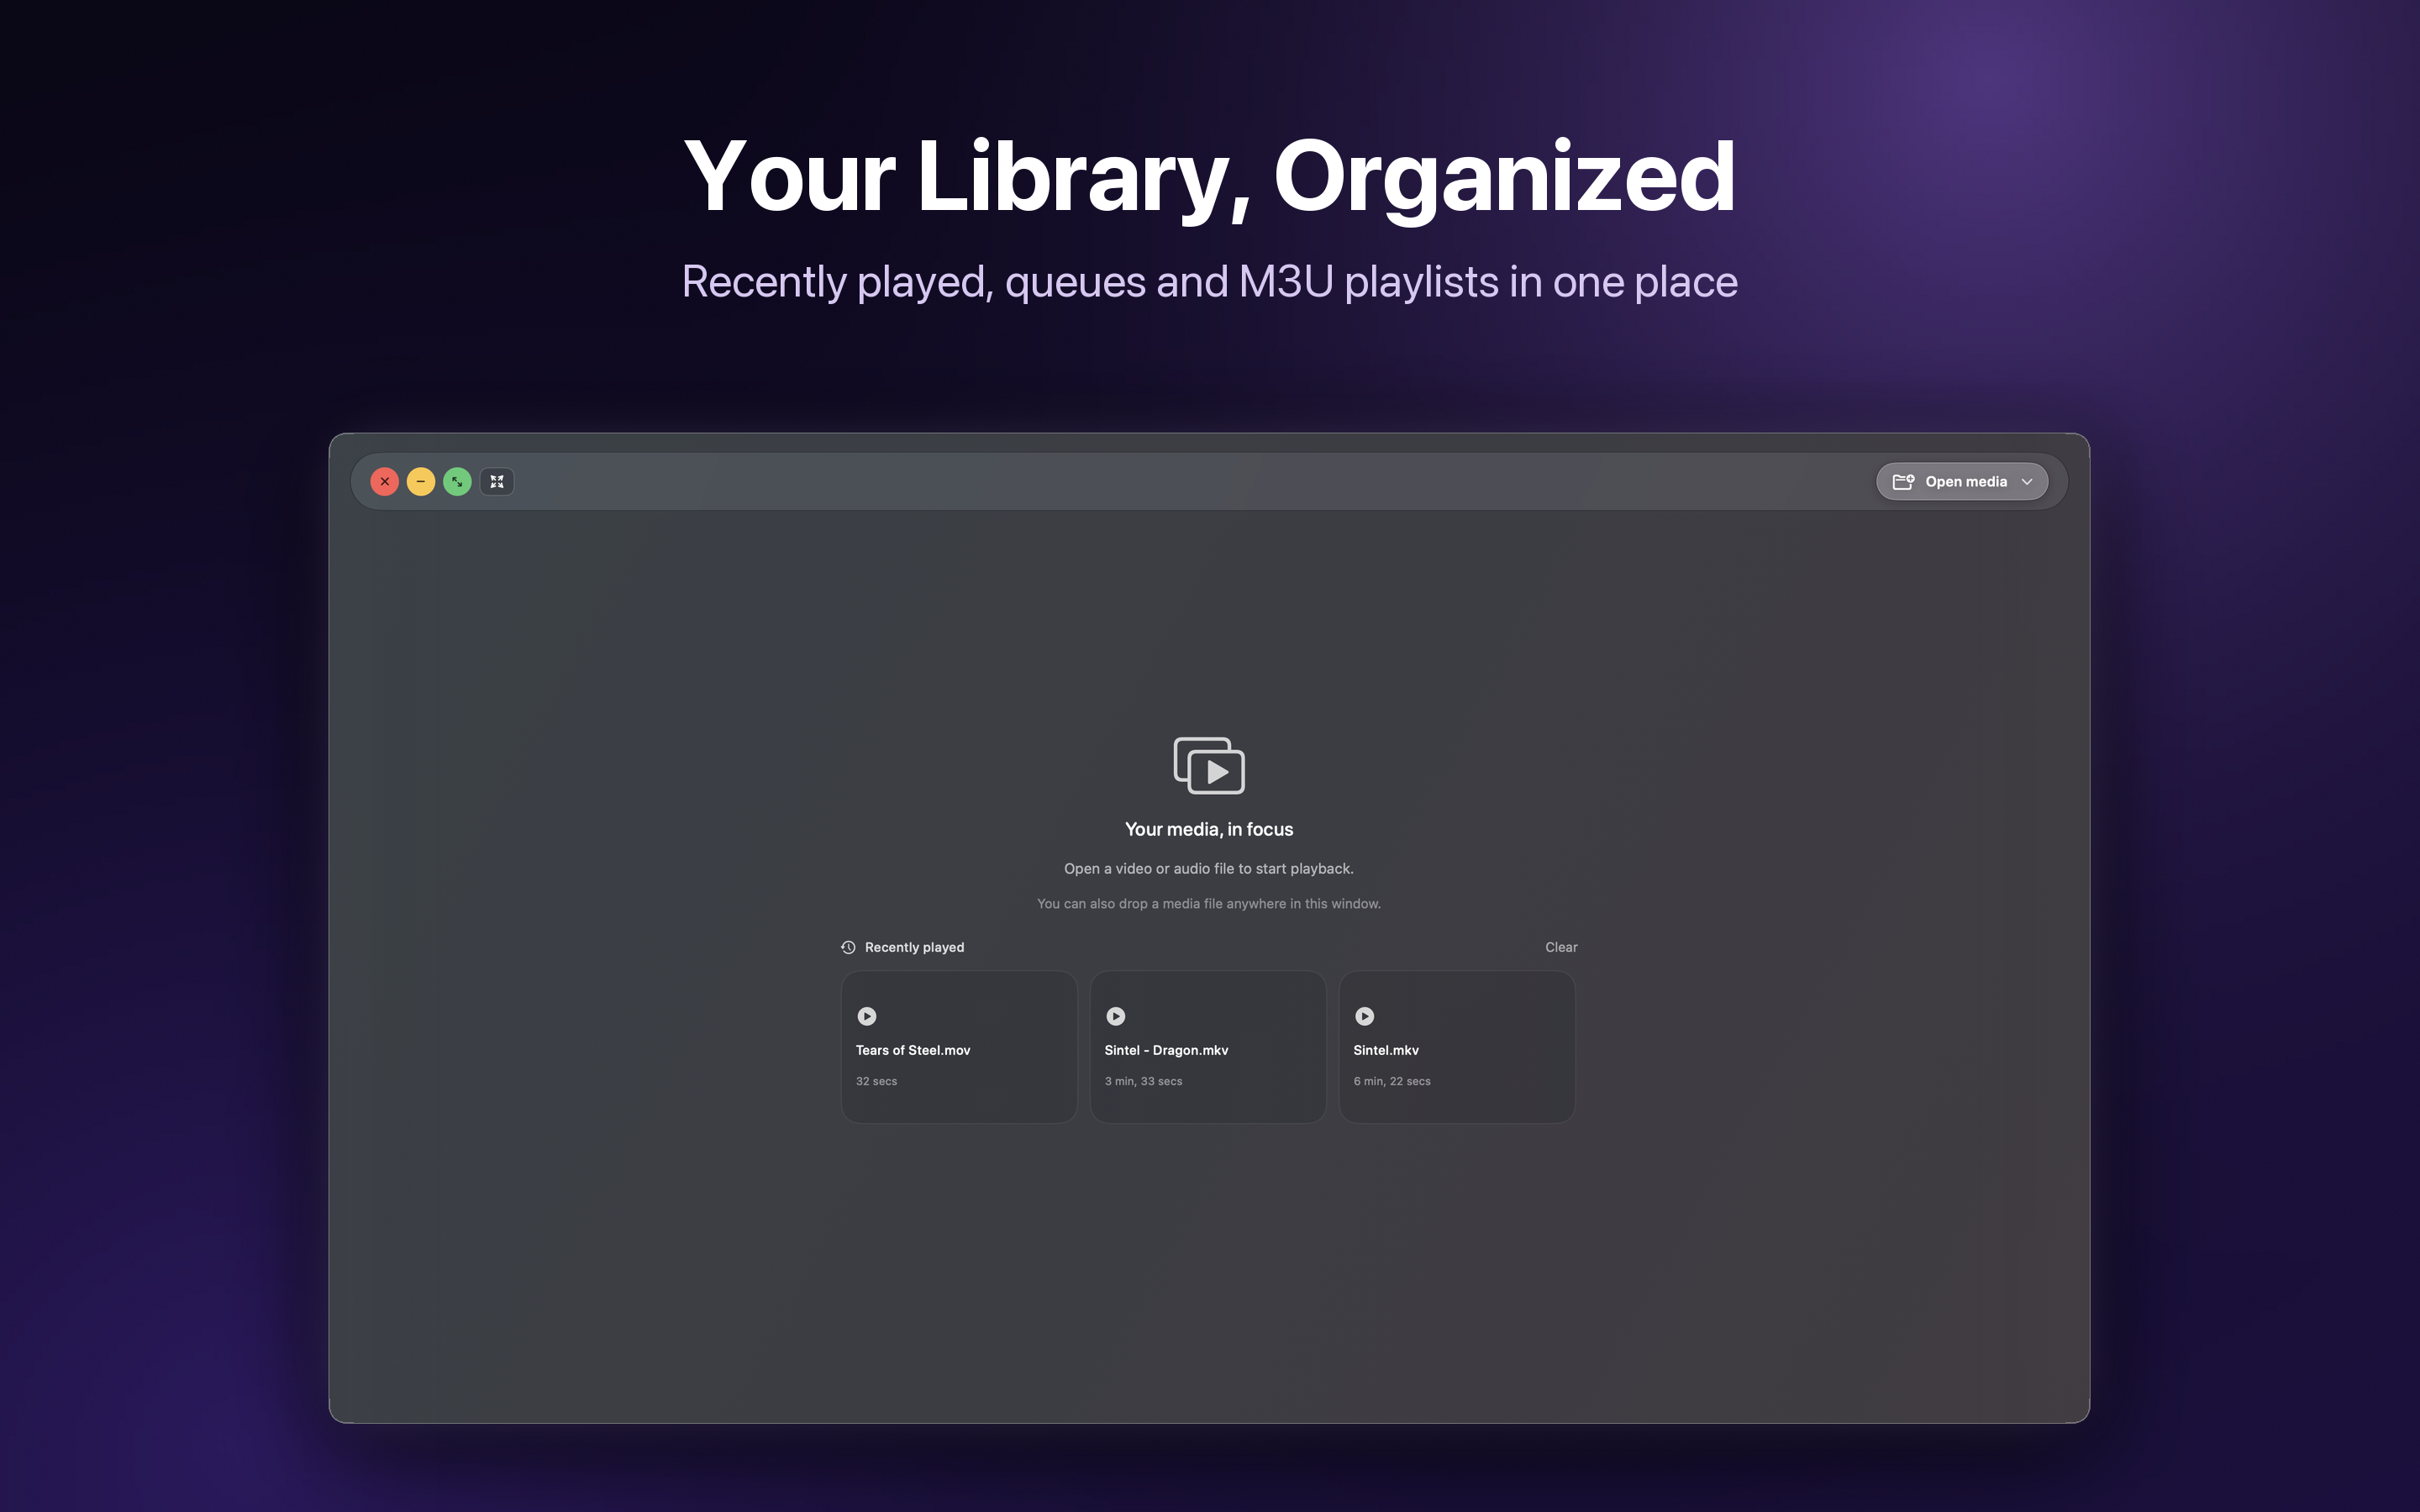 Your Library, Organized
Recently played, queues and M3U playlists in one place
Open media
Your media, in focus
Open a video or audio file to start playback.
You can also drop a media file anywhere in this window.
Recently played
Clear
Tears of Steel.mov
32 secs
Sintel - Dragon.mkv
3 min, 33 secs
Sintel.mkv
6 min, 22 secs